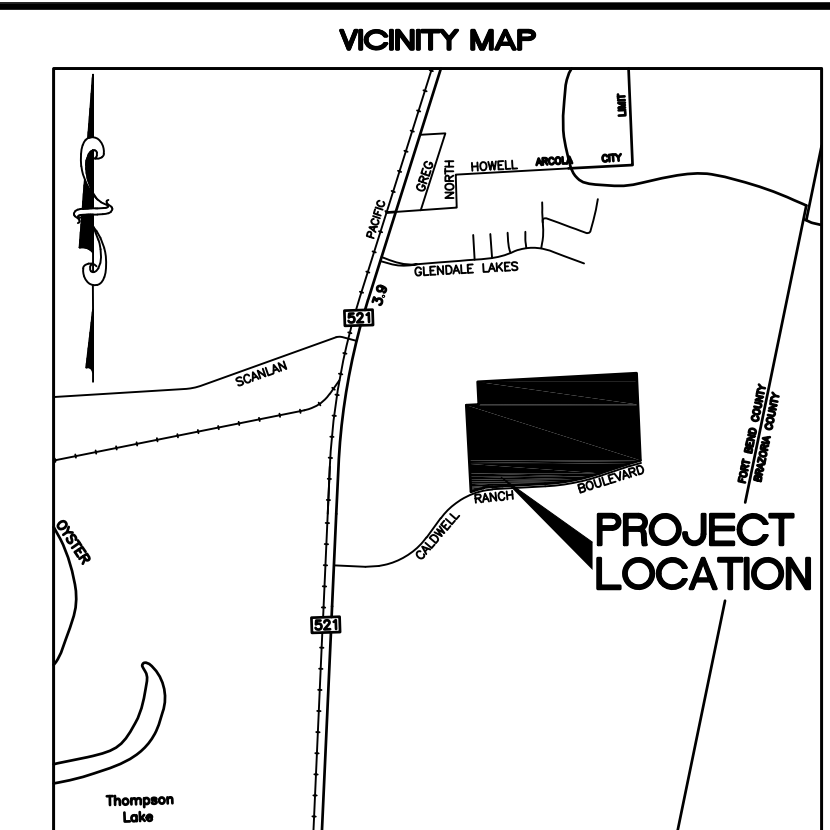 VICINITY MAP
LIMIT
HOWELL
ARCOLA CITY
GREG
NORTH
PACIFIC
GLENDALE LAKES
3.9
521
SCANLAN
FORT BEND COUNTY
BRAZORIA COUNTY
RANCH
BOULEVARD
CALDWELL
PROJECT
LOCATION
OYSTER
521
Thompson
Lake